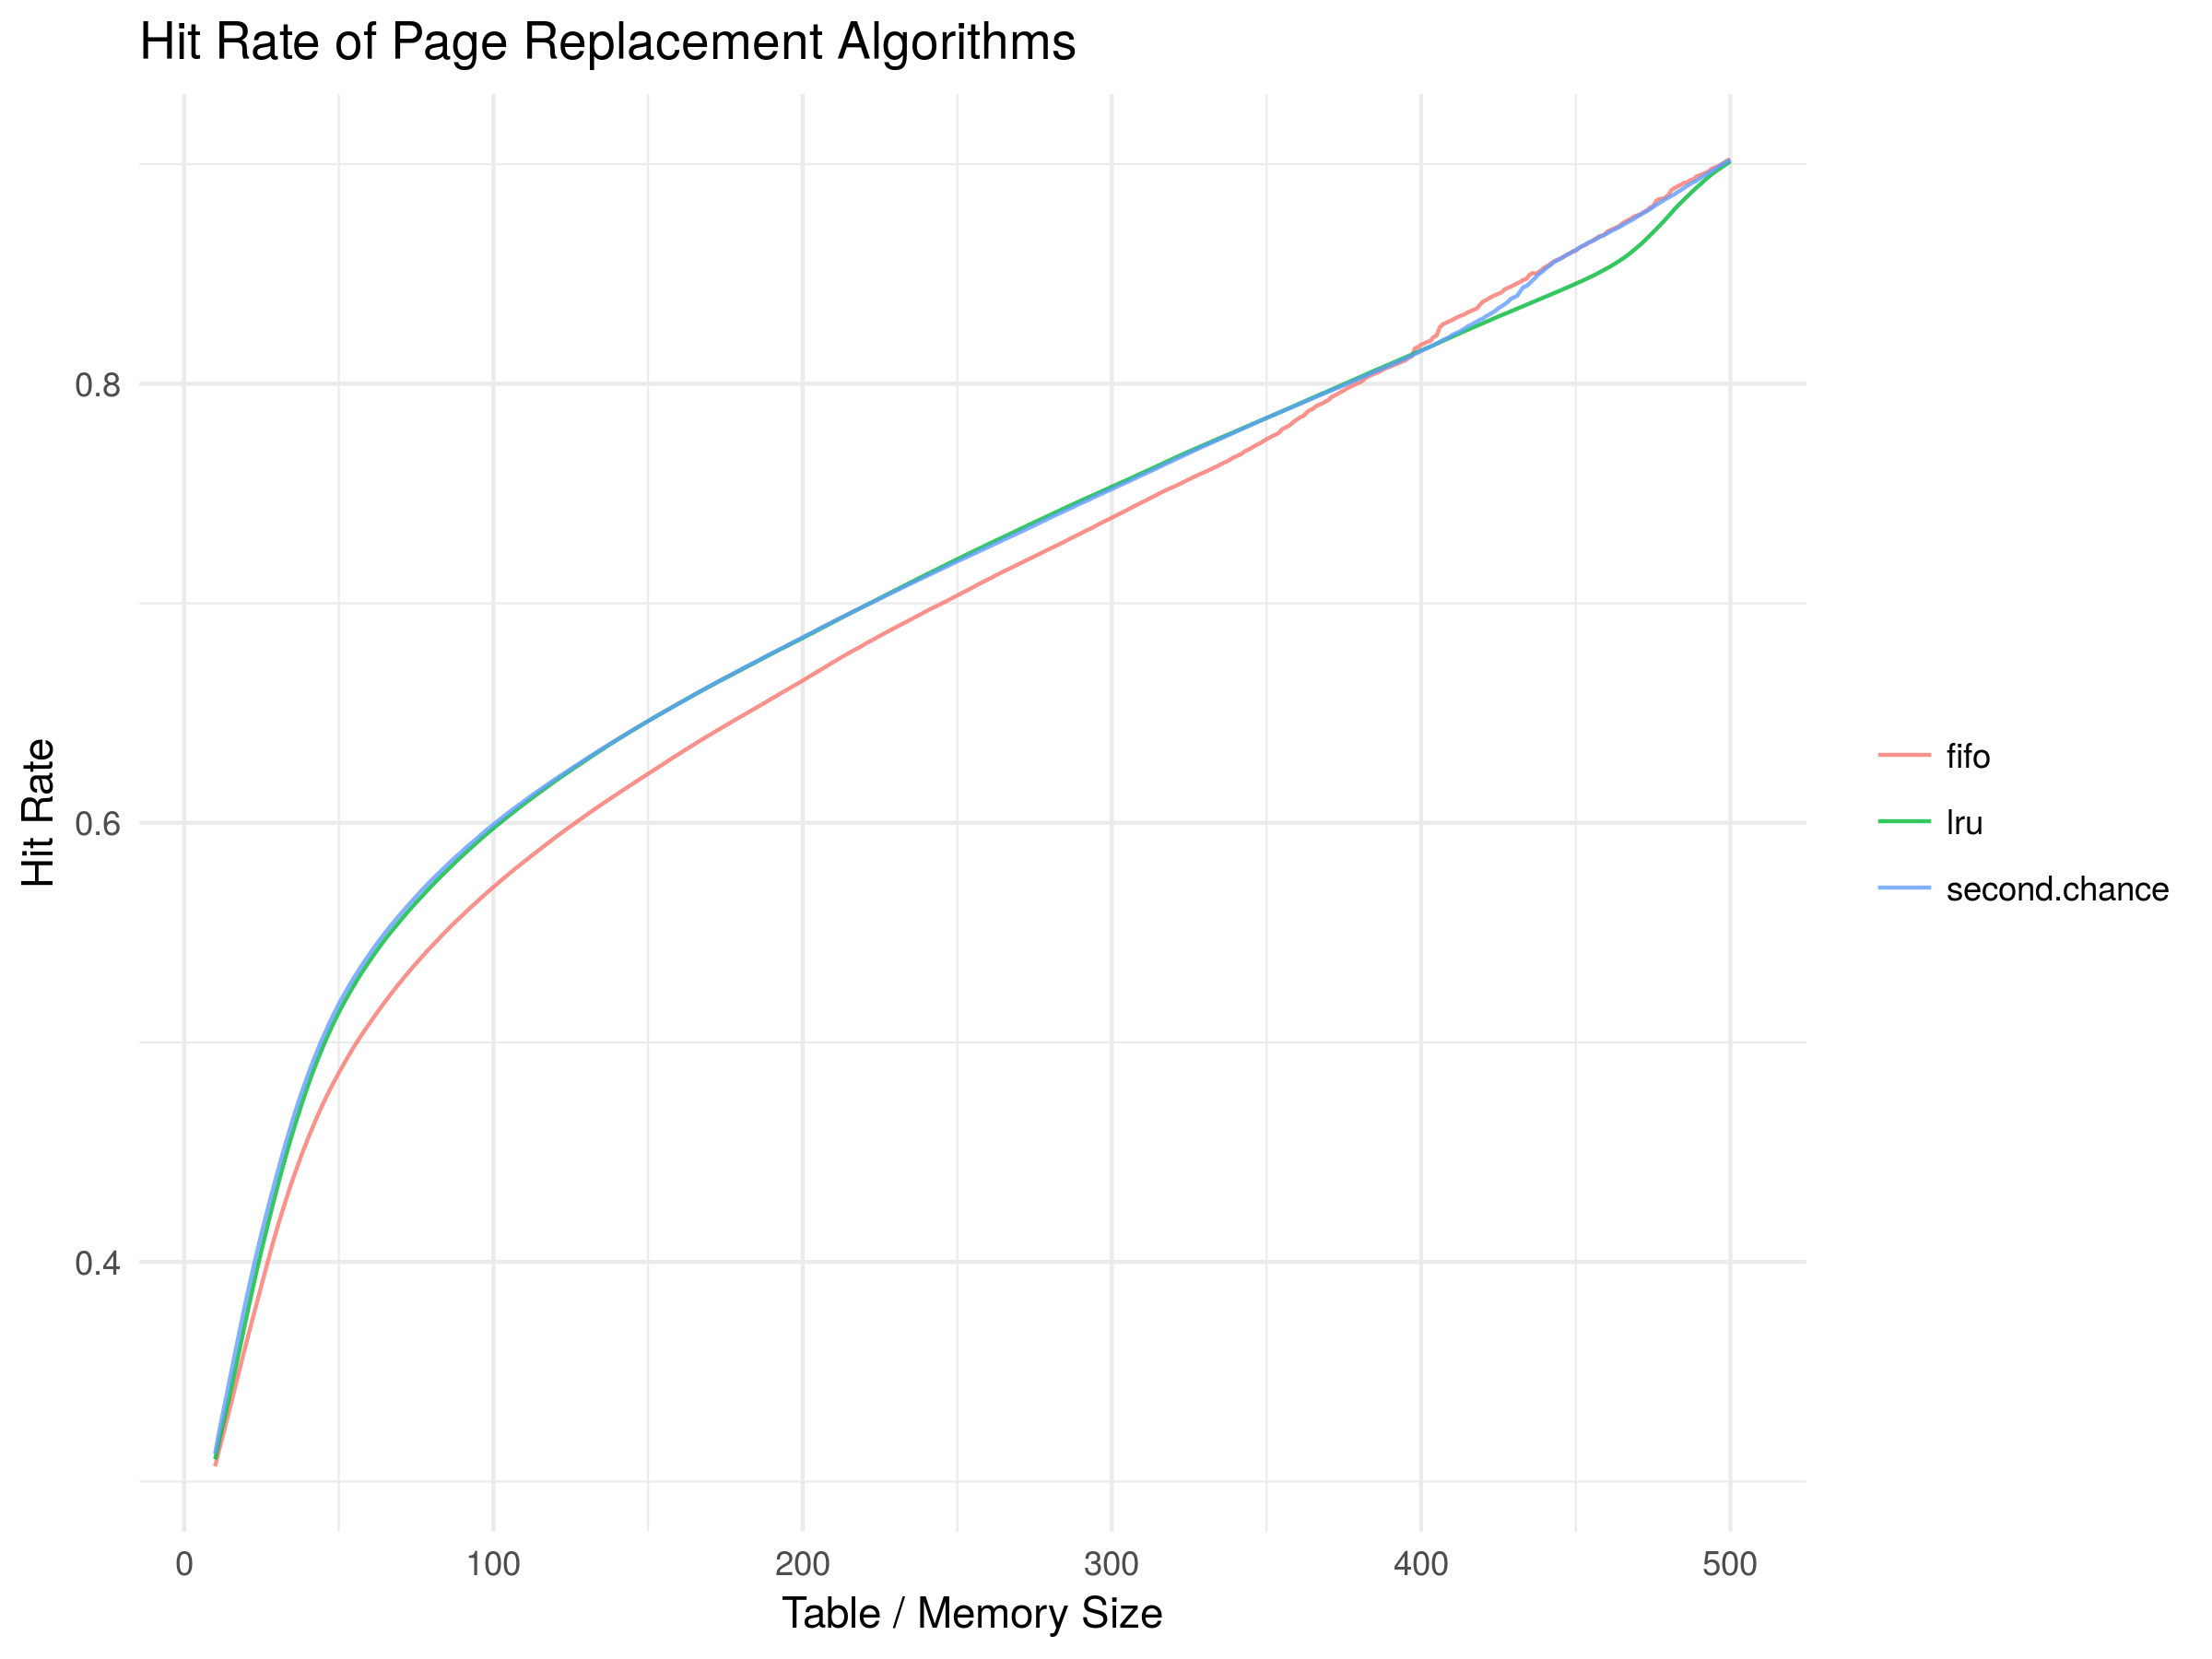 Hit Rate of Page Replacement Algorithms
Hit Rate
0.8
0.6
0.4
0 100 200 300 400 500
Table / Memory Size
fifo
lru
second.chance